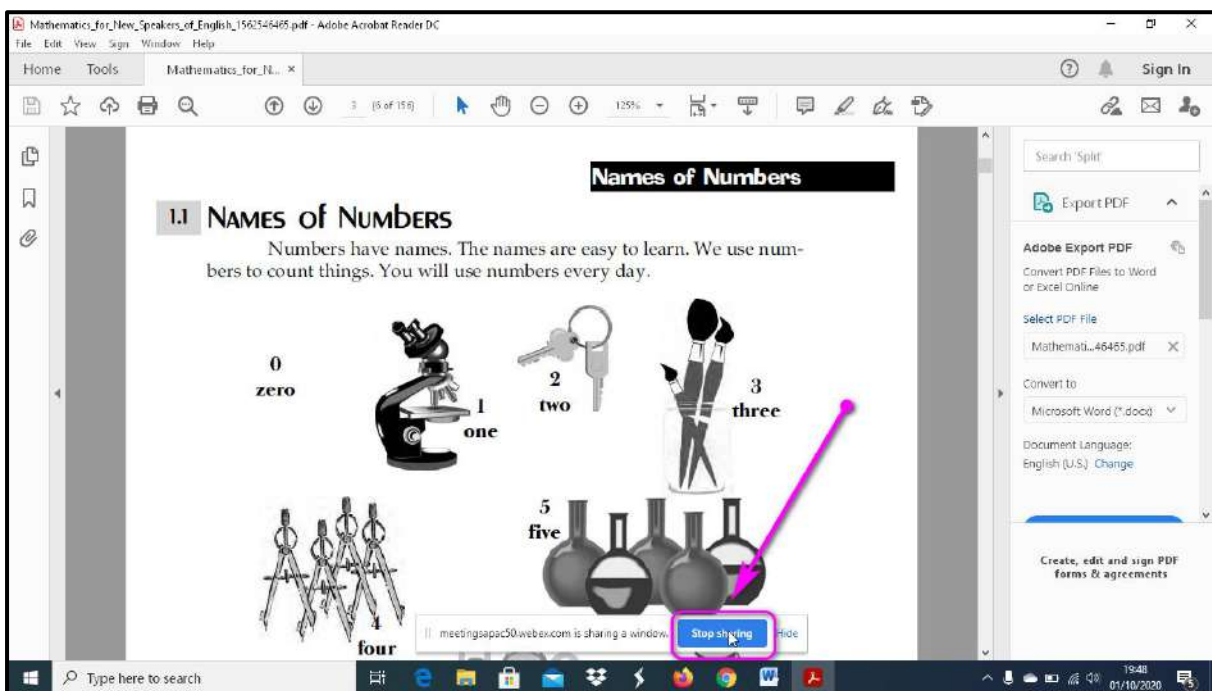 Mathematics_for_New_Speakers_of_English_1562546465.pdf - Adobe Acrobat Reader DC
File Edit View Sign Window Help
Home Tools Mathematics_for_N... × Sign In
3 (6 of 156) 125%
Names of Numbers
1.1 NAMES of NUMBERS
Numbers have names. The names are easy to learn. We use num-
bers to count things. You will use numbers every day.
0
zero
1
one
2
two
3
three
4
four
5
five
meetingsapac50.webex.com is sharing a window. Stop sharing Hide
Search 'Split'
Export PDF
Adobe Export PDF
Convert PDF Files to Word
or Excel Online
Select PDF File
Mathemati...46465.pdf
Convert to
Microsoft Word (*.docx)
Document Language:
English (U.S.) Change
Create, edit and sign PDF
forms & agreements
Type here to search
19:48
01/10/2020